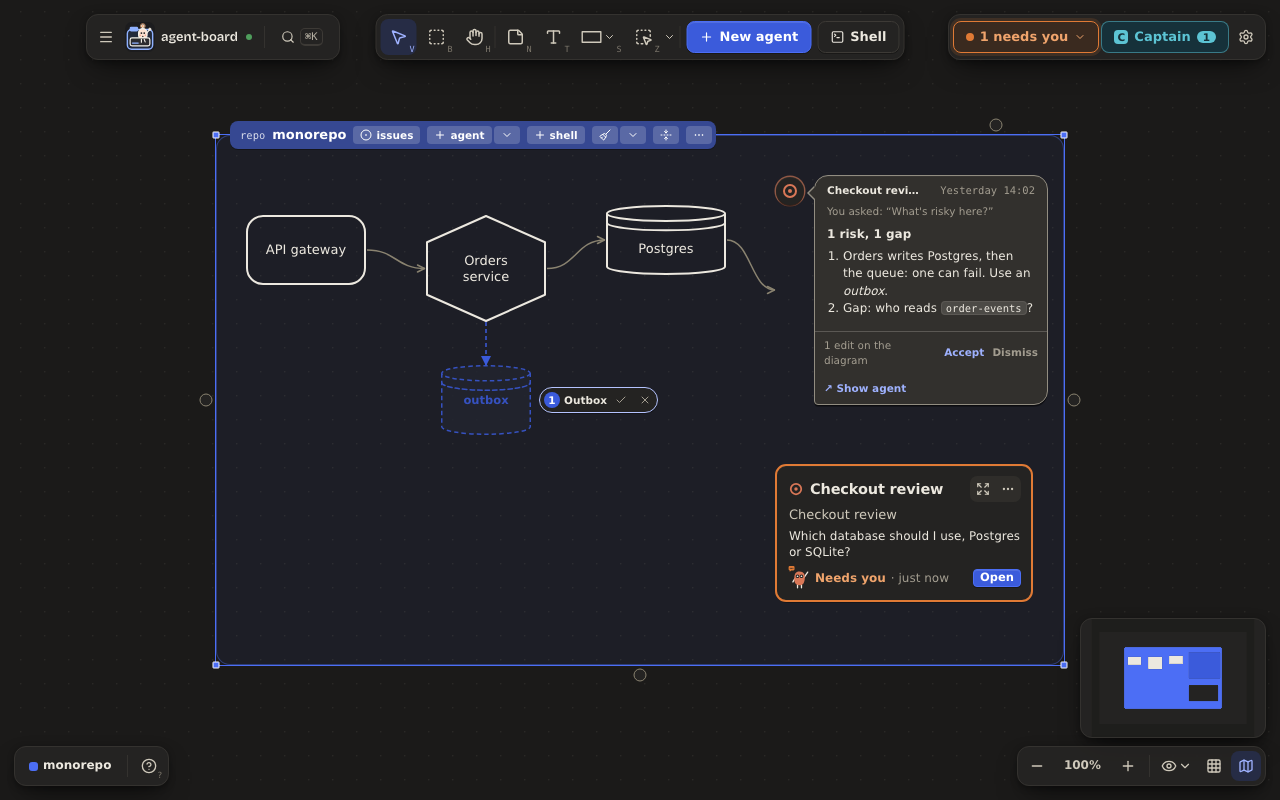 agent-board
⌘K
V
B
H
N
T
S
Z
New agent
Shell
1 needs you
C Captain 1
repo monorepo issues agent shell
API gateway
Orders
service
Postgres
outbox
1 Outbox
Checkout revi… Yesterday 14:02
You asked: “What's risky here?”
1 risk, 1 gap
1. Orders writes Postgres, then
the queue: one can fail. Use an
outbox.
2. Gap: who reads order-events?
1 edit on the
diagram
Accept Dismiss
↗ Show agent
Checkout review
Checkout review
Which database should I use, Postgres
or SQLite?
Needs you · just now Open
monorepo
?
100%